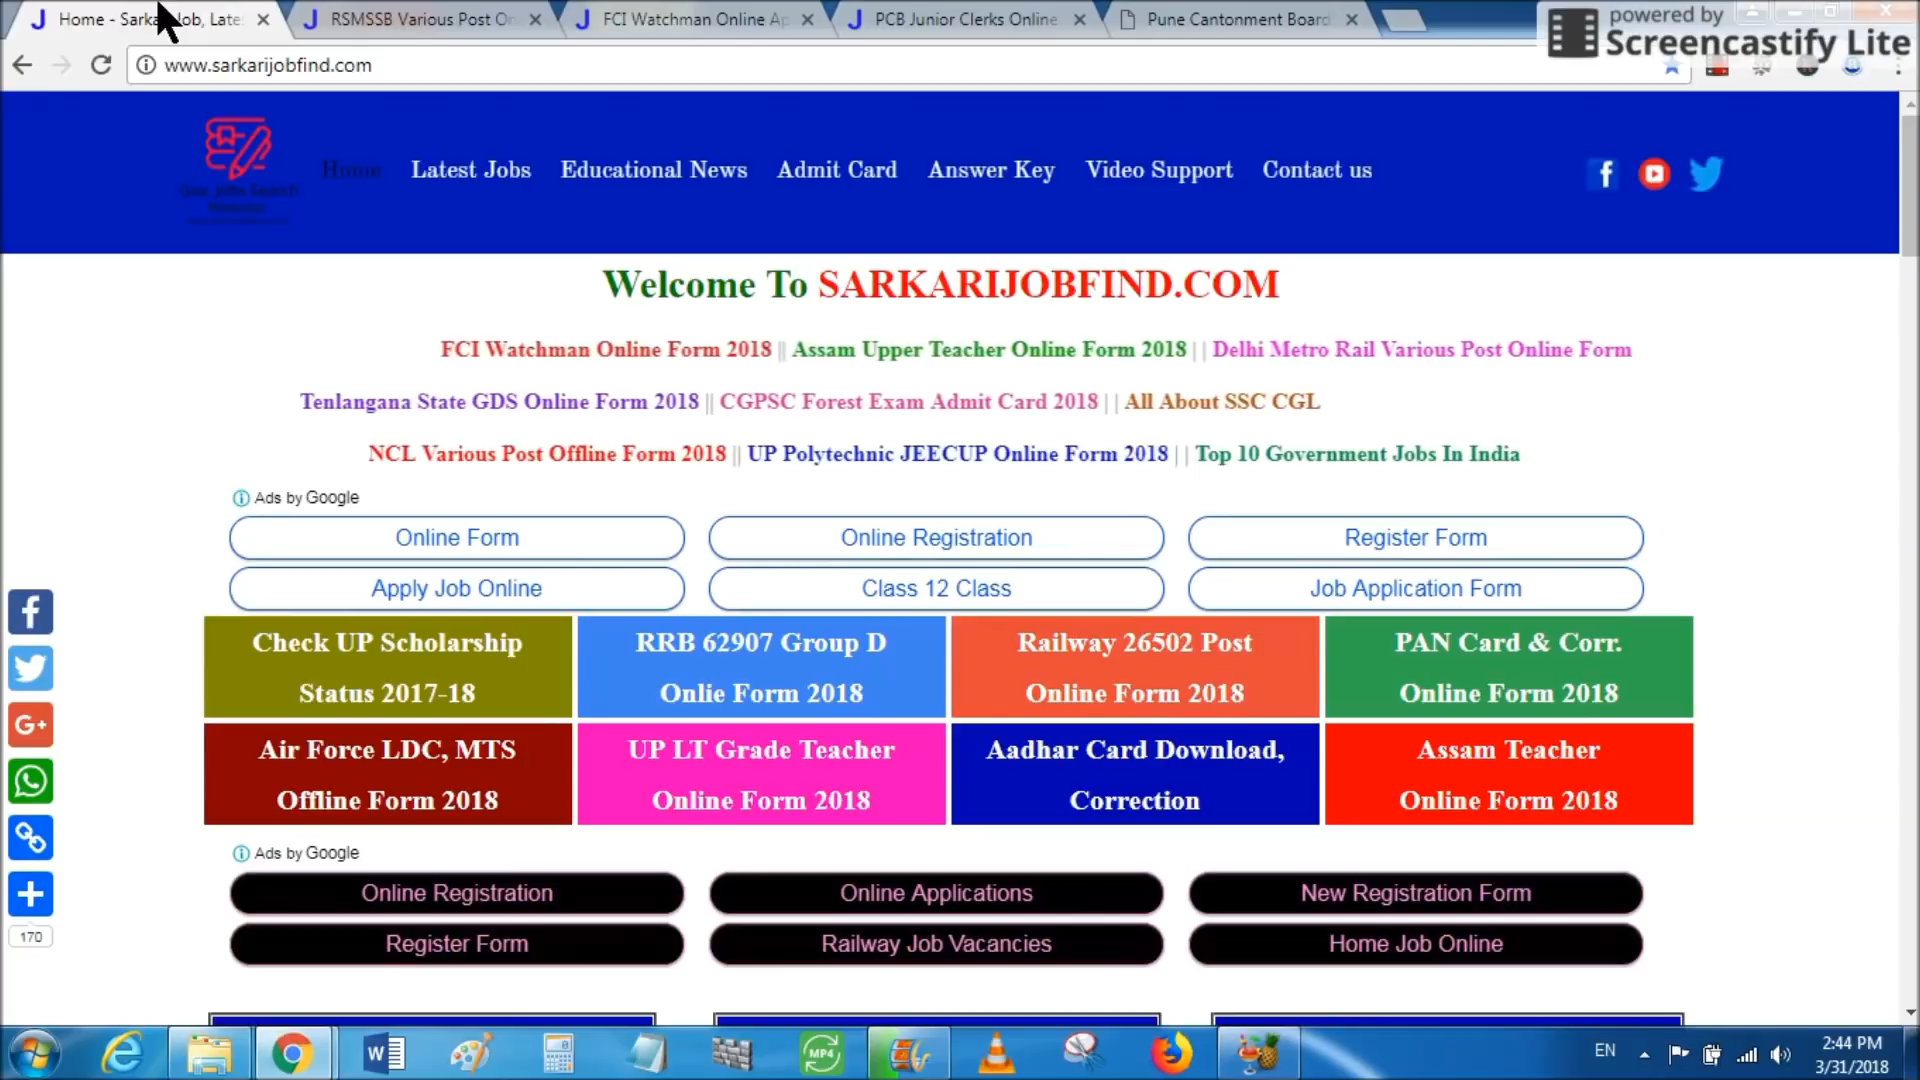 Home - Sarka Job, Late
RSMSSB Various Post On
FCI Watchman Online Ap
PCB Junior Clerks Online
Pune Cantonment Board
powered by
Screencastify Lite
www.sarkarijobfind.com
Home
Latest Jobs
Educational News
Admit Card
Answer Key
Video Support
Contact us
Welcome To SARKARIJOBFIND.COM
FCI Watchman Online Form 2018 || Assam Upper Teacher Online Form 2018 || Delhi Metro Rail Various Post Online Form
Tenlangana State GDS Online Form 2018 || CGPSC Forest Exam Admit Card 2018 || All About SSC CGL
NCL Various Post Offline Form 2018 || UP Polytechnic JEECUP Online Form 2018 || Top 10 Government Jobs In India
Ads by Google
Online Form
Online Registration
Register Form
Apply Job Online
Class 12 Class
Job Application Form
Check UP Scholarship
Status 2017-18
RRB 62907 Group D
Onlie Form 2018
Railway 26502 Post
Online Form 2018
PAN Card & Corr.
Online Form 2018
Air Force LDC, MTS
Offline Form 2018
UP LT Grade Teacher
Online Form 2018
Aadhar Card Download,
Correction
Assam Teacher
Online Form 2018
170
Ads by Google
Online Registration
Online Applications
New Registration Form
Register Form
Railway Job Vacancies
Home Job Online
MP4
EN
2:44 PM
3/31/2018